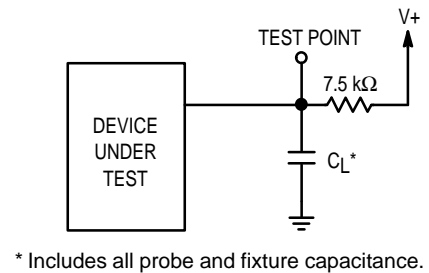 V+
TEST POINT
7.5 kΩ
DEVICE
UNDER
TEST
CL*
* Includes all probe and fixture capacitance.